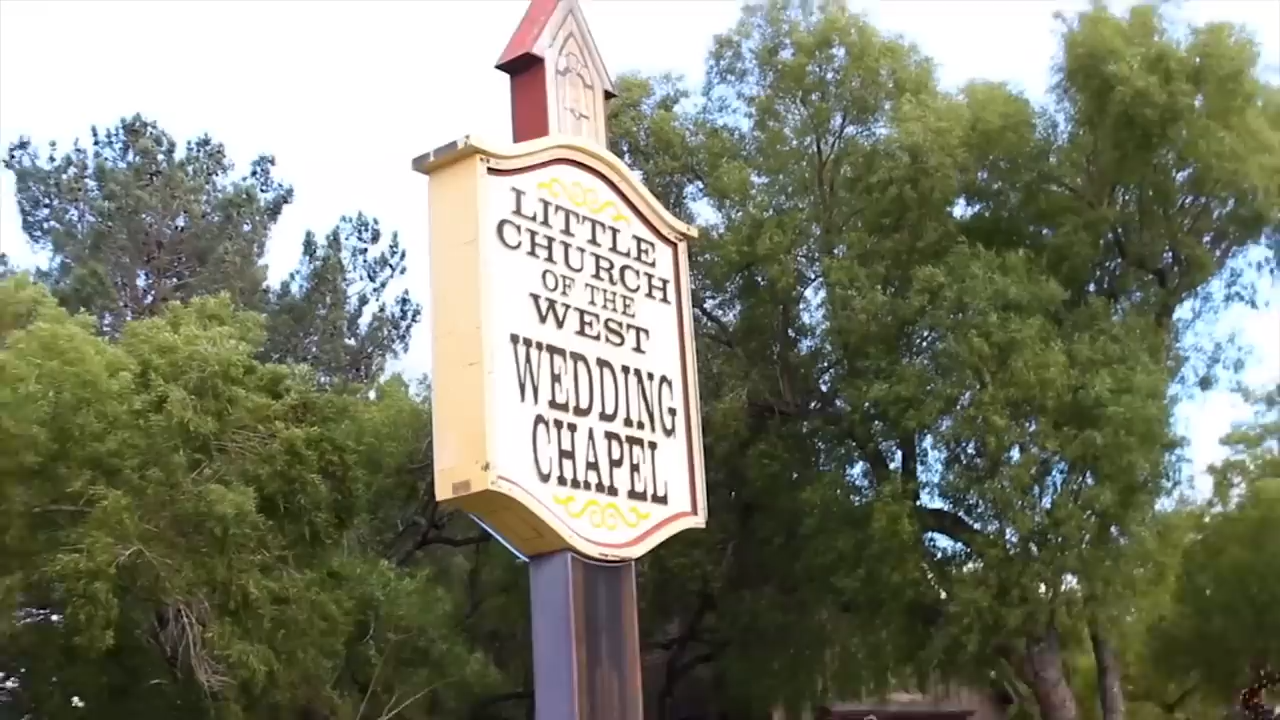 LITTLE
CHURCH
OF THE
WEST
WEDDING
CHAPEL